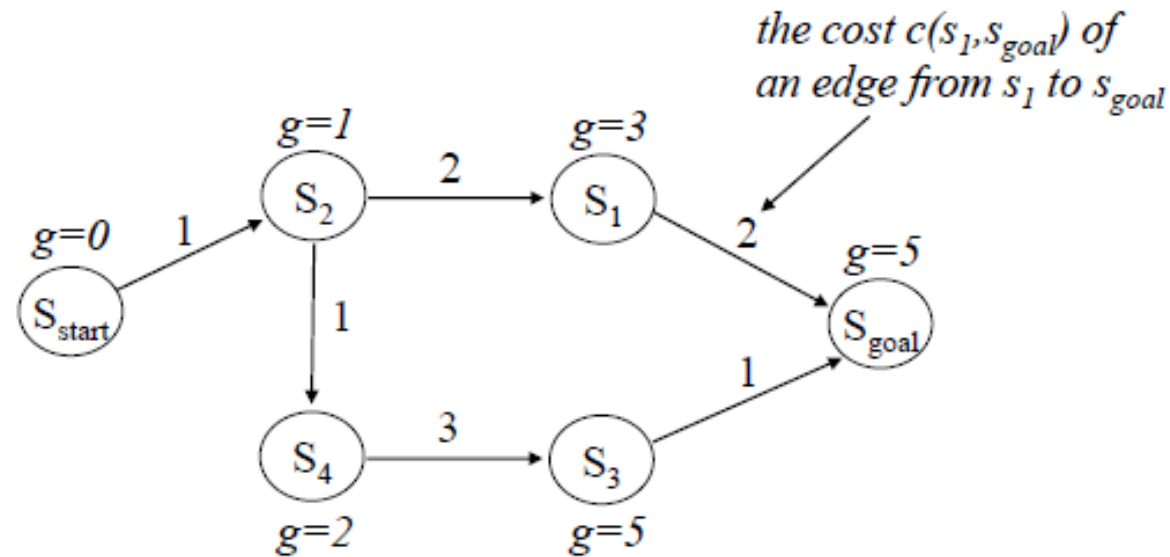 the cost c(s1,sgoal) of
an edge from s1 to sgoal
g=1
g=3
S2
2
S1
g=0
1
2
g=5
Sstart
1
Sgoal
1
S4
3
S3
g=2
g=5